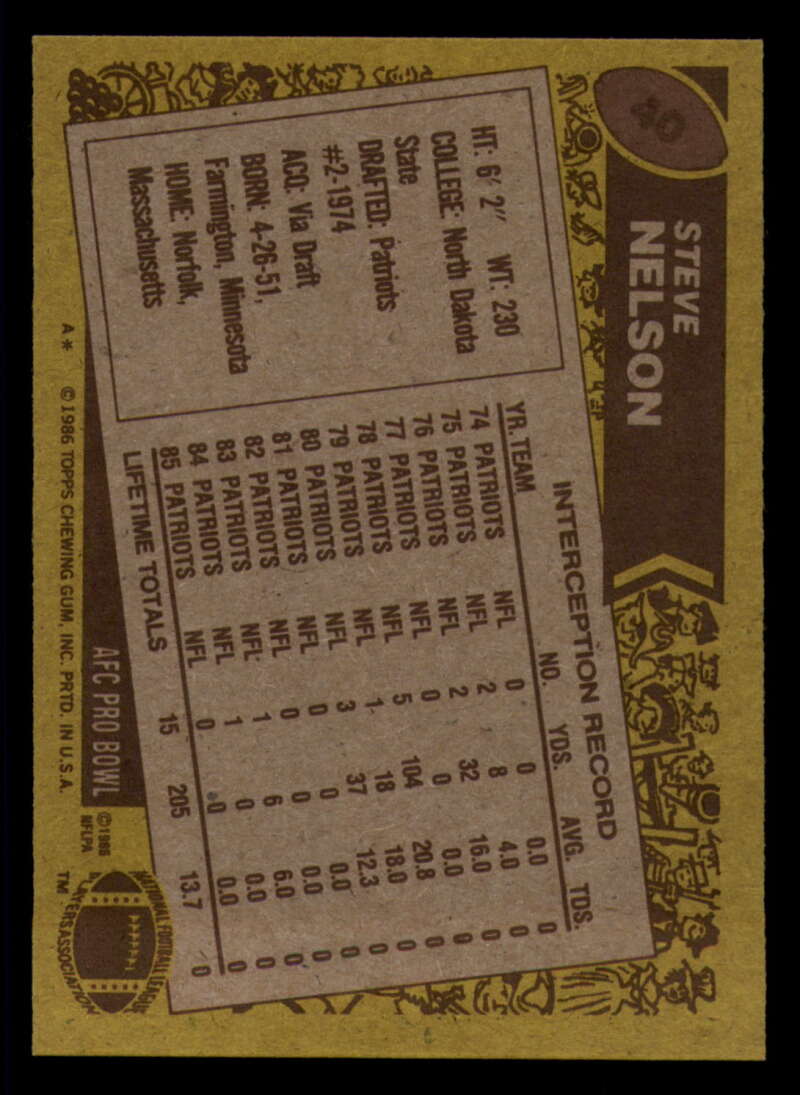 40
STEVE
NELSON
HT: 6' 2" WT: 230
COLLEGE: North Dakota
State
DRAFTED: Patriots
#2-1974
ACQ: Via Draft
BORN: 4-26-51,
Farmington, Minnesota
HOME: Norfolk,
Massachusetts
INTERCEPTION RECORD
YR. TEAM NO. YDS. AVG. TDS.
74 PATRIOTS NFL 0 0 0.0 0
75 PATRIOTS NFL 2 8 4.0 0
76 PATRIOTS NFL 2 32 16.0 0
77 PATRIOTS NFL 0 0 0.0 0
78 PATRIOTS NFL 5 104 20.8 0
79 PATRIOTS NFL 1 18 18.0 0
80 PATRIOTS NFL 3 37 12.3 0
81 PATRIOTS NFL 0 0 0.0 0
82 PATRIOTS NFL 0 0 0.0 0
83 PATRIOTS NFL 1 6 6.0 0
84 PATRIOTS NFL 1 0 0.0 0
85 PATRIOTS NFL 0 0 0.0 0
LIFETIME TOTALS 15 205 13.7 0
AFC PRO BOWL
A* ©1986 TOPPS CHEWING GUM, INC. PRTD. IN U.S.A.
©1986
NFLPA
TM
NATIONAL FOOTBALL LEAGUE
PLAYERS ASSOCIATION